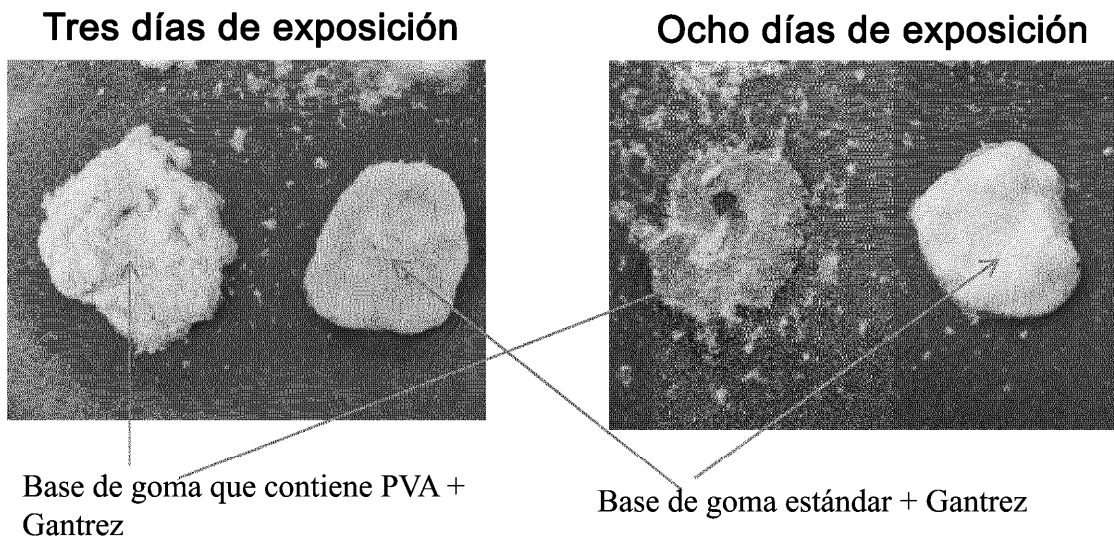 Tres días de exposición
Ocho días de exposición
Base de goma que contiene PVA +
Gantrez
Base de goma estándar + Gantrez